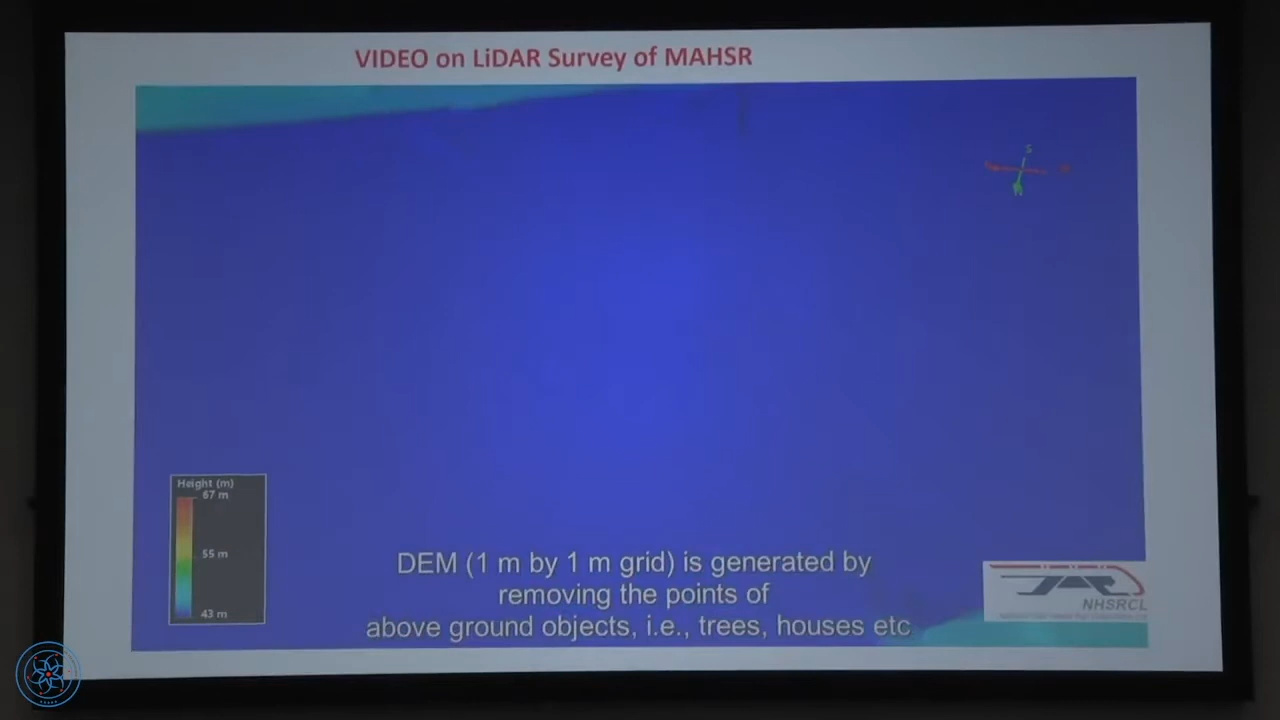 VIDEO on LiDAR Survey of MAHSR
S
N
Height (m)
67 m
55 m
43 m
DEM (1 m by 1 m grid) is generated by
removing the points of
above ground objects, i.e., trees, houses etc
NHSRCL